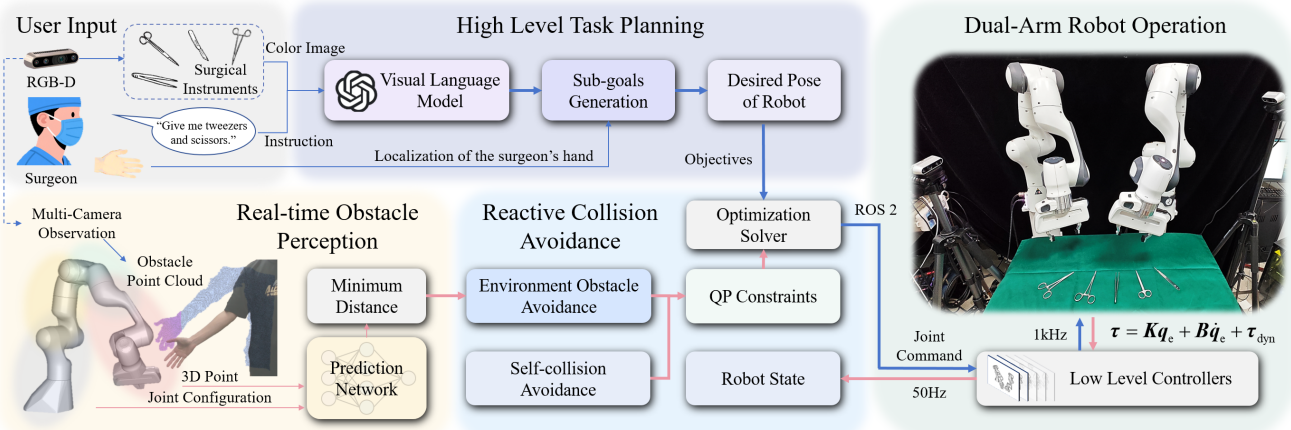 User Input
RGB-D
Surgical
Instruments
Color Image
Surgeon
“Give me tweezers
and scissors.”
Instruction
High Level Task Planning
Visual Language
Model
Sub-goals
Generation
Desired Pose
of Robot
Localization of the surgeon’s hand
Objectives
Real-time Obstacle
Perception
Multi-Camera
Observation
Obstacle
Point Cloud
Minimum
Distance
Prediction
Network
3D Point
Joint Configuration
Reactive Collision
Avoidance
Environment Obstacle
Avoidance
Self-collision
Avoidance
Optimization
Solver
QP Constraints
Robot State
ROS 2
Dual-Arm Robot Operation
1kHz
τ = Kqₑ + Bq̇ₑ + τ_dyn
Joint
Command
50Hz
Low Level Controllers